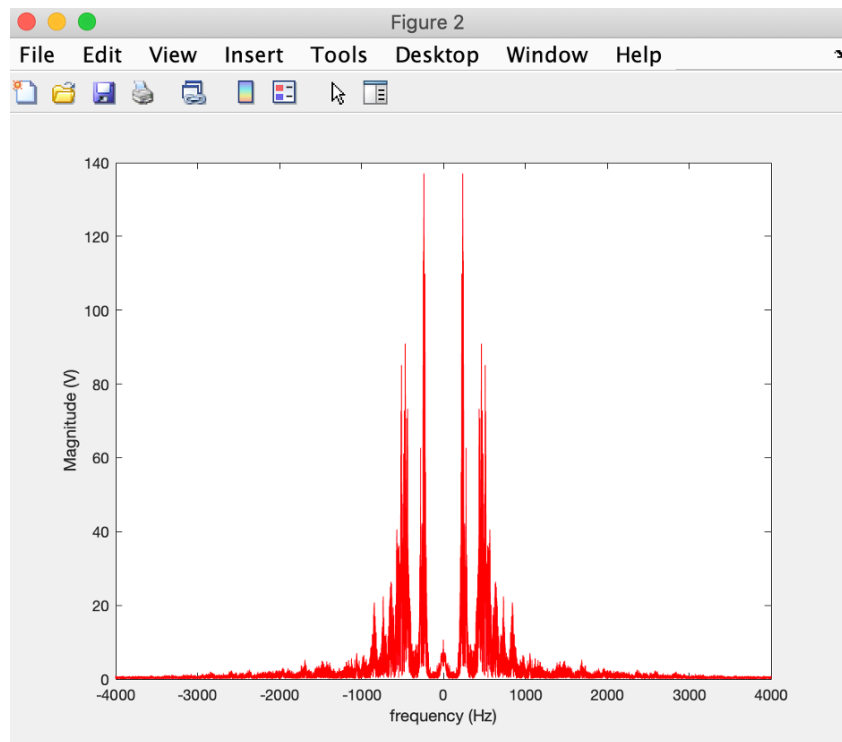 Figure 2
File Edit View Insert Tools Desktop Window Help
140
120
100
80
60
40
20
0
Magnitude (V)
-4000 -3000 -2000 -1000 0 1000 2000 3000 4000
frequency (Hz)